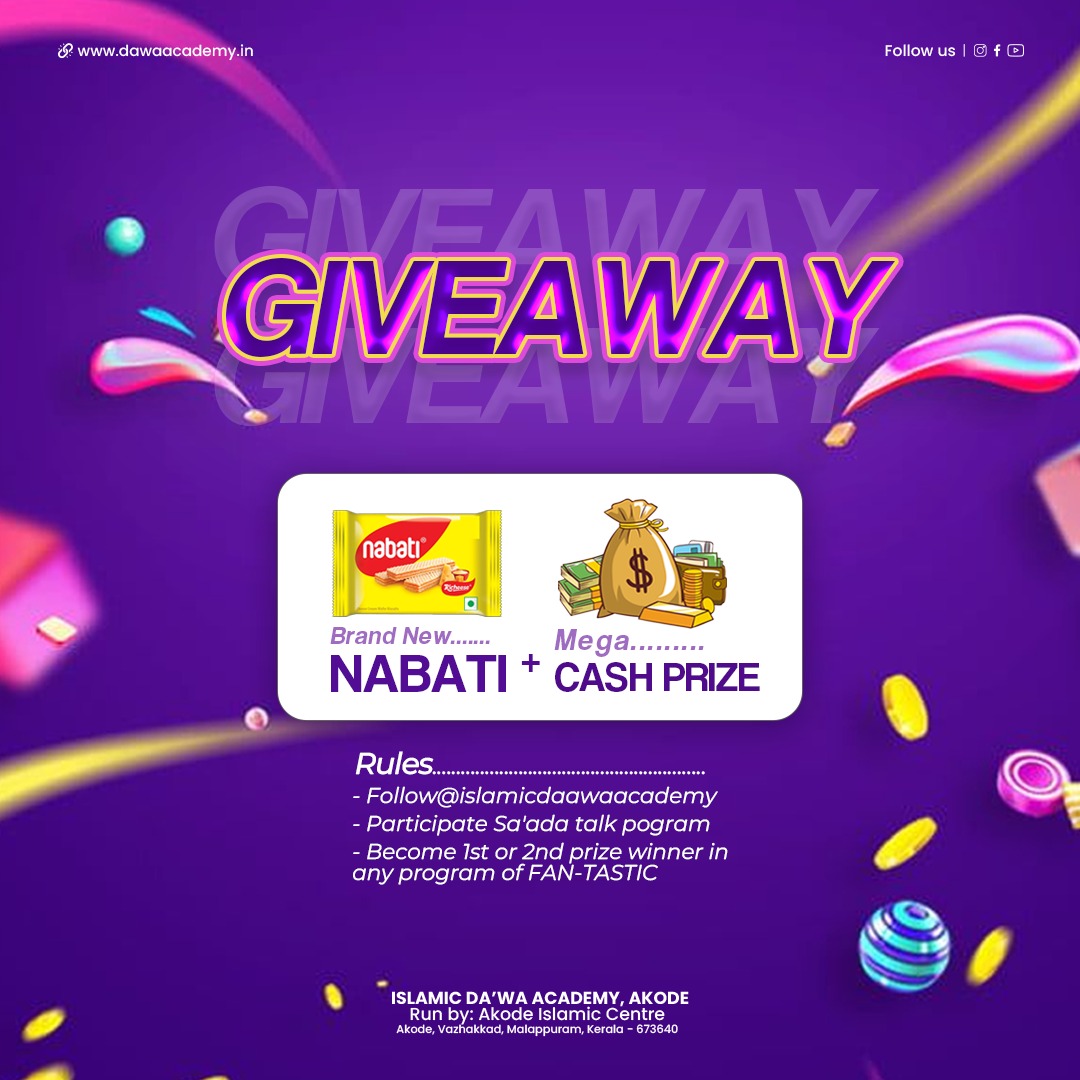 www.dawaacademy.in
Follow us |
GIVEAWAY
GIVEAWAY
GIVEAWAY
nabati®
Richeese
Brand New.......
NABATI
+
$
Mega.........
CASH PRIZE
Rules..........................................................
- Follow@islamicdaawaacademy
- Participate Sa'ada talk pogram
- Become 1st or 2nd prize winner in
any program of FAN-TASTIC
ISLAMIC DA’WA ACADEMY, AKODE
Run by: Akode Islamic Centre
Akode, Vazhakkad, Malappuram, Kerala - 673640